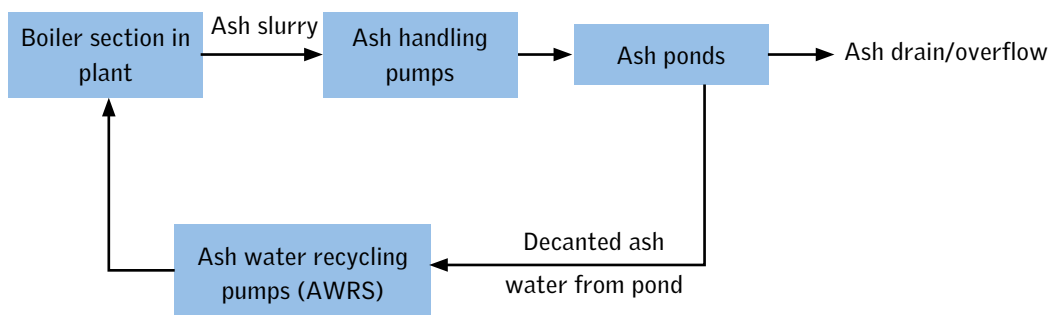 Boiler section in
plant
Ash slurry
Ash handling
pumps
Ash ponds
Ash drain/overflow
Ash water recycling
pumps (AWRS)
Decanted ash
water from pond